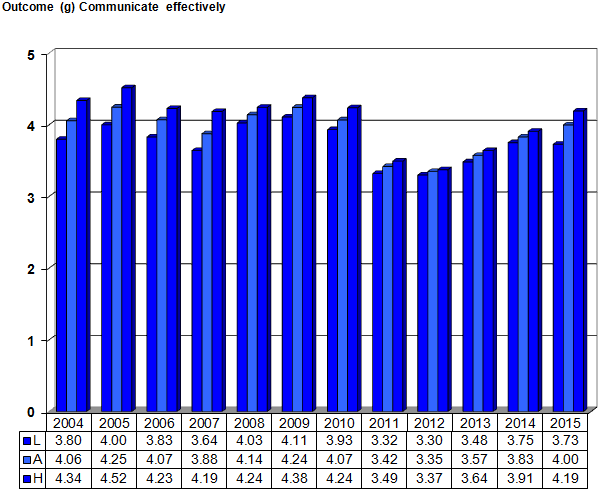 Outcome (g) Communicate effectively
5
4
3
2
1
0
2004 2005 2006 2007 2008 2009 2010 2011 2012 2013 2014 2015
L 3.80 4.00 3.83 3.64 4.03 4.11 3.93 3.32 3.30 3.48 3.75 3.73
A 4.06 4.25 4.07 3.88 4.14 4.24 4.07 3.42 3.35 3.57 3.83 4.00
H 4.34 4.52 4.23 4.19 4.24 4.38 4.24 3.49 3.37 3.64 3.91 4.19